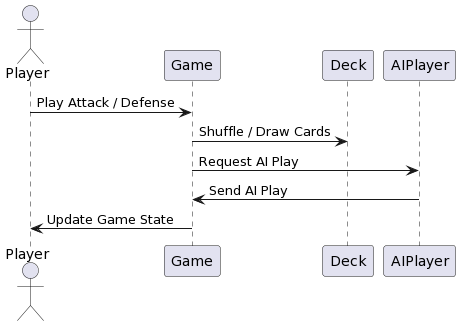 Player
Game
Deck
AIPlayer
Play Attack / Defense
Shuffle / Draw Cards
Request AI Play
Send AI Play
Update Game State
Player
Game
Deck
AIPlayer